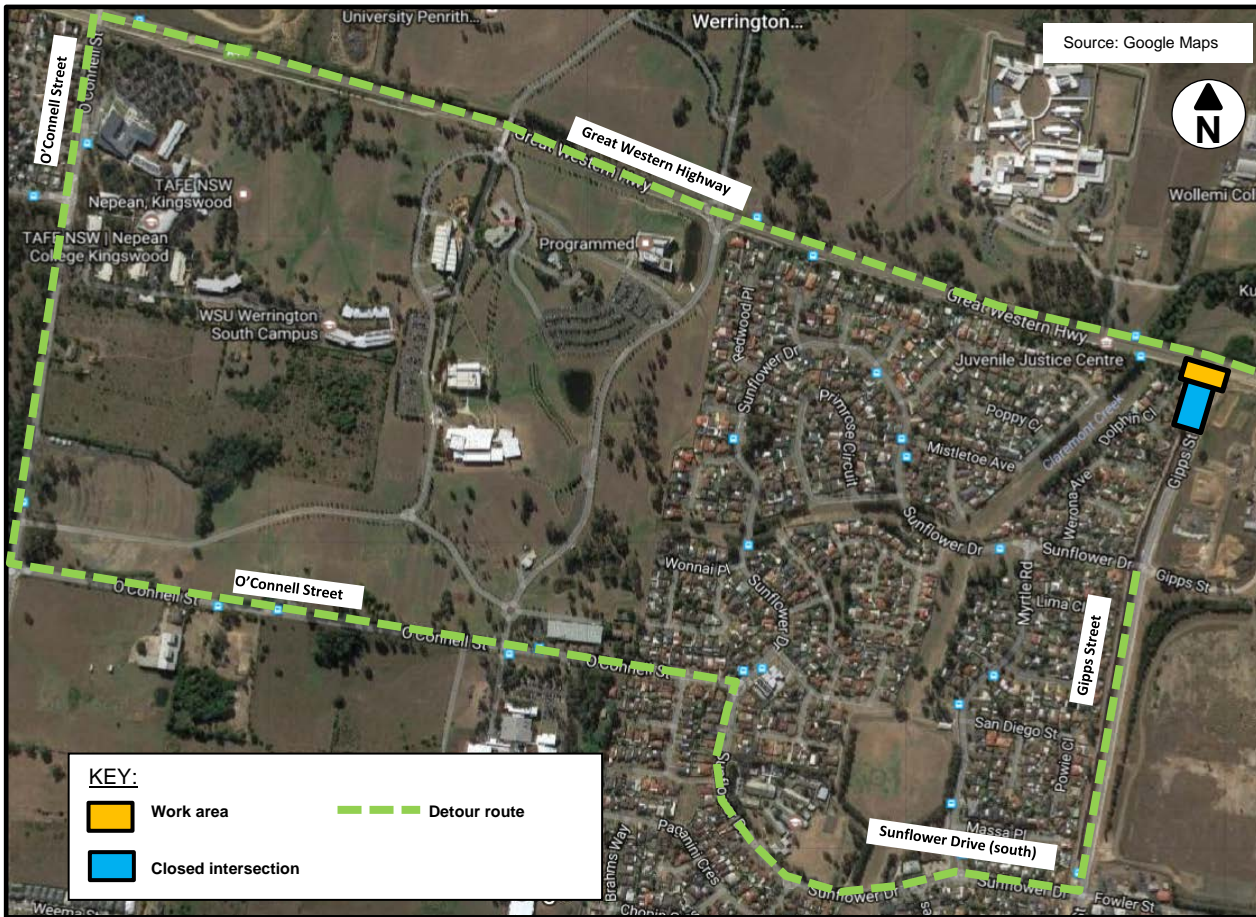 University Penrith...
Werrington...
Source: Google Maps
N
O'Connell St
O'Connell Street
Great Western Highway
Great Western Hwy
TAFE NSW
Nepean, Kingswood
Wollemi Col
TAFE NSW | Nepean
College Kingswood
Programmed
Ku
Redwood Pl
Great Western Hwy
WSU Werrington
South Campus
Sunflower Dr
Juvenile Justice Centre
Primrose Circuit
Poppy Cl
Claremont Creek
Dolphin Cl
Mistletoe Ave
Gipps St
Werona Ave
Sunflower Dr
Sunflower Dr
Gipps St
Wonnai Pl
Sunflower Dr
Myrtle Rd
Lima Cl
O'Connell Street
O'Connell St
O'Connell St
O'Connell St
Gipps Street
San Diego St
Powie Cl
KEY:
Work area
Detour route
Closed intersection
Massa Pl
Sunflower Drive (south)
Paganini Cres
Brahms Way
Sunflower Dr
Sunflower Dr
Fowler St
Weema St